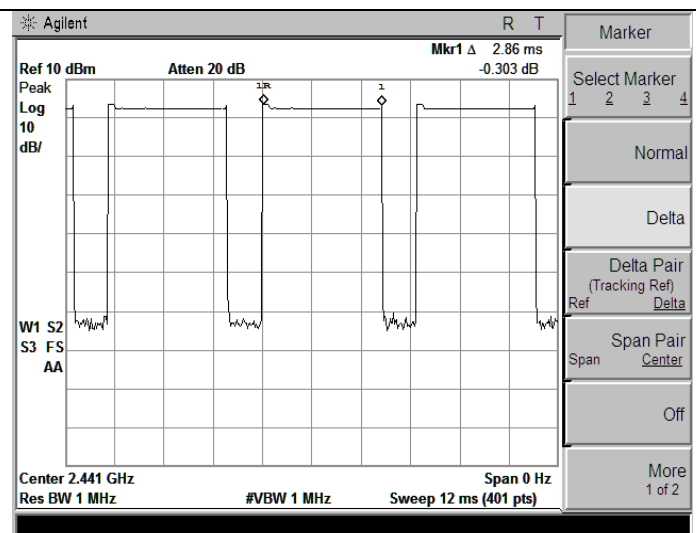 Agilent R T
Mkr1 Δ 2.86 ms
Ref 10 dBm Atten 20 dB -0.303 dB
Peak
Log
10
dB/
1R
1
W1 S2
S3 FS
AA
Center 2.441 GHz Span 0 Hz
Res BW 1 MHz #VBW 1 MHz Sweep 12 ms (401 pts)
Marker
Select Marker
1 2 3 4
Normal
Delta
Delta Pair
(Tracking Ref)
Ref Delta
Span Pair
Span Center
Off
More
1 of 2